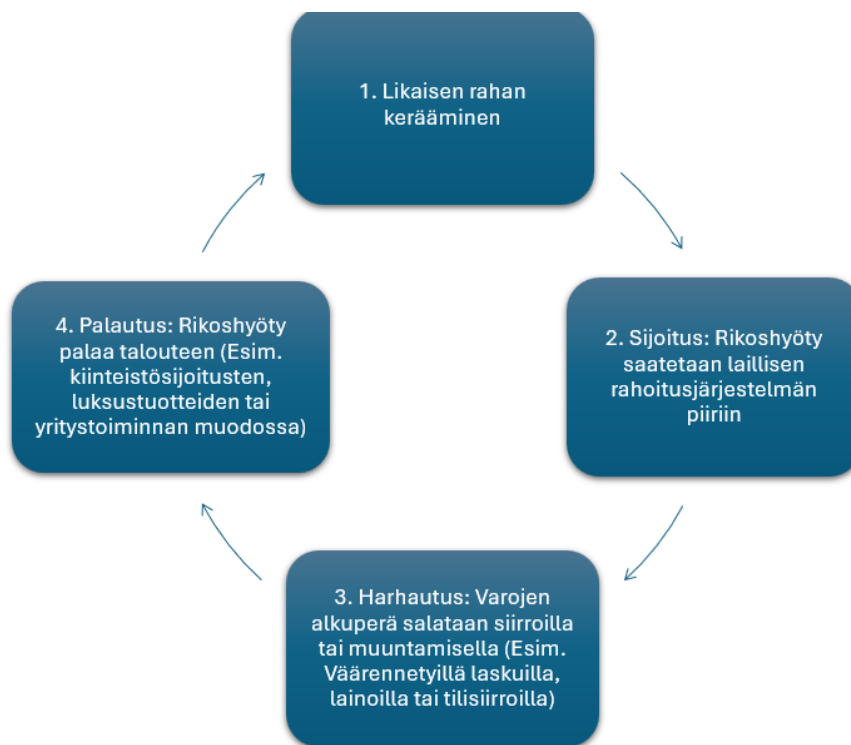 1. Likaisen rahan
kerääminen
2. Sijoitus: Rikoshyöty
saatetaan laillisen
rahoitusjärjestelmän
piiriin
3. Harhautus: Varojen
alkuperä salataan siirroilla
tai muuntamisella (Esim.
Väärennetyillä laskuilla,
lainoilla tai tilisiirroilla)
4. Palautus: Rikoshyöty
palaa talouteen (Esim.
kiinteistösijoitusten,
luksustuotteiden tai
yritystoiminnan muodossa)